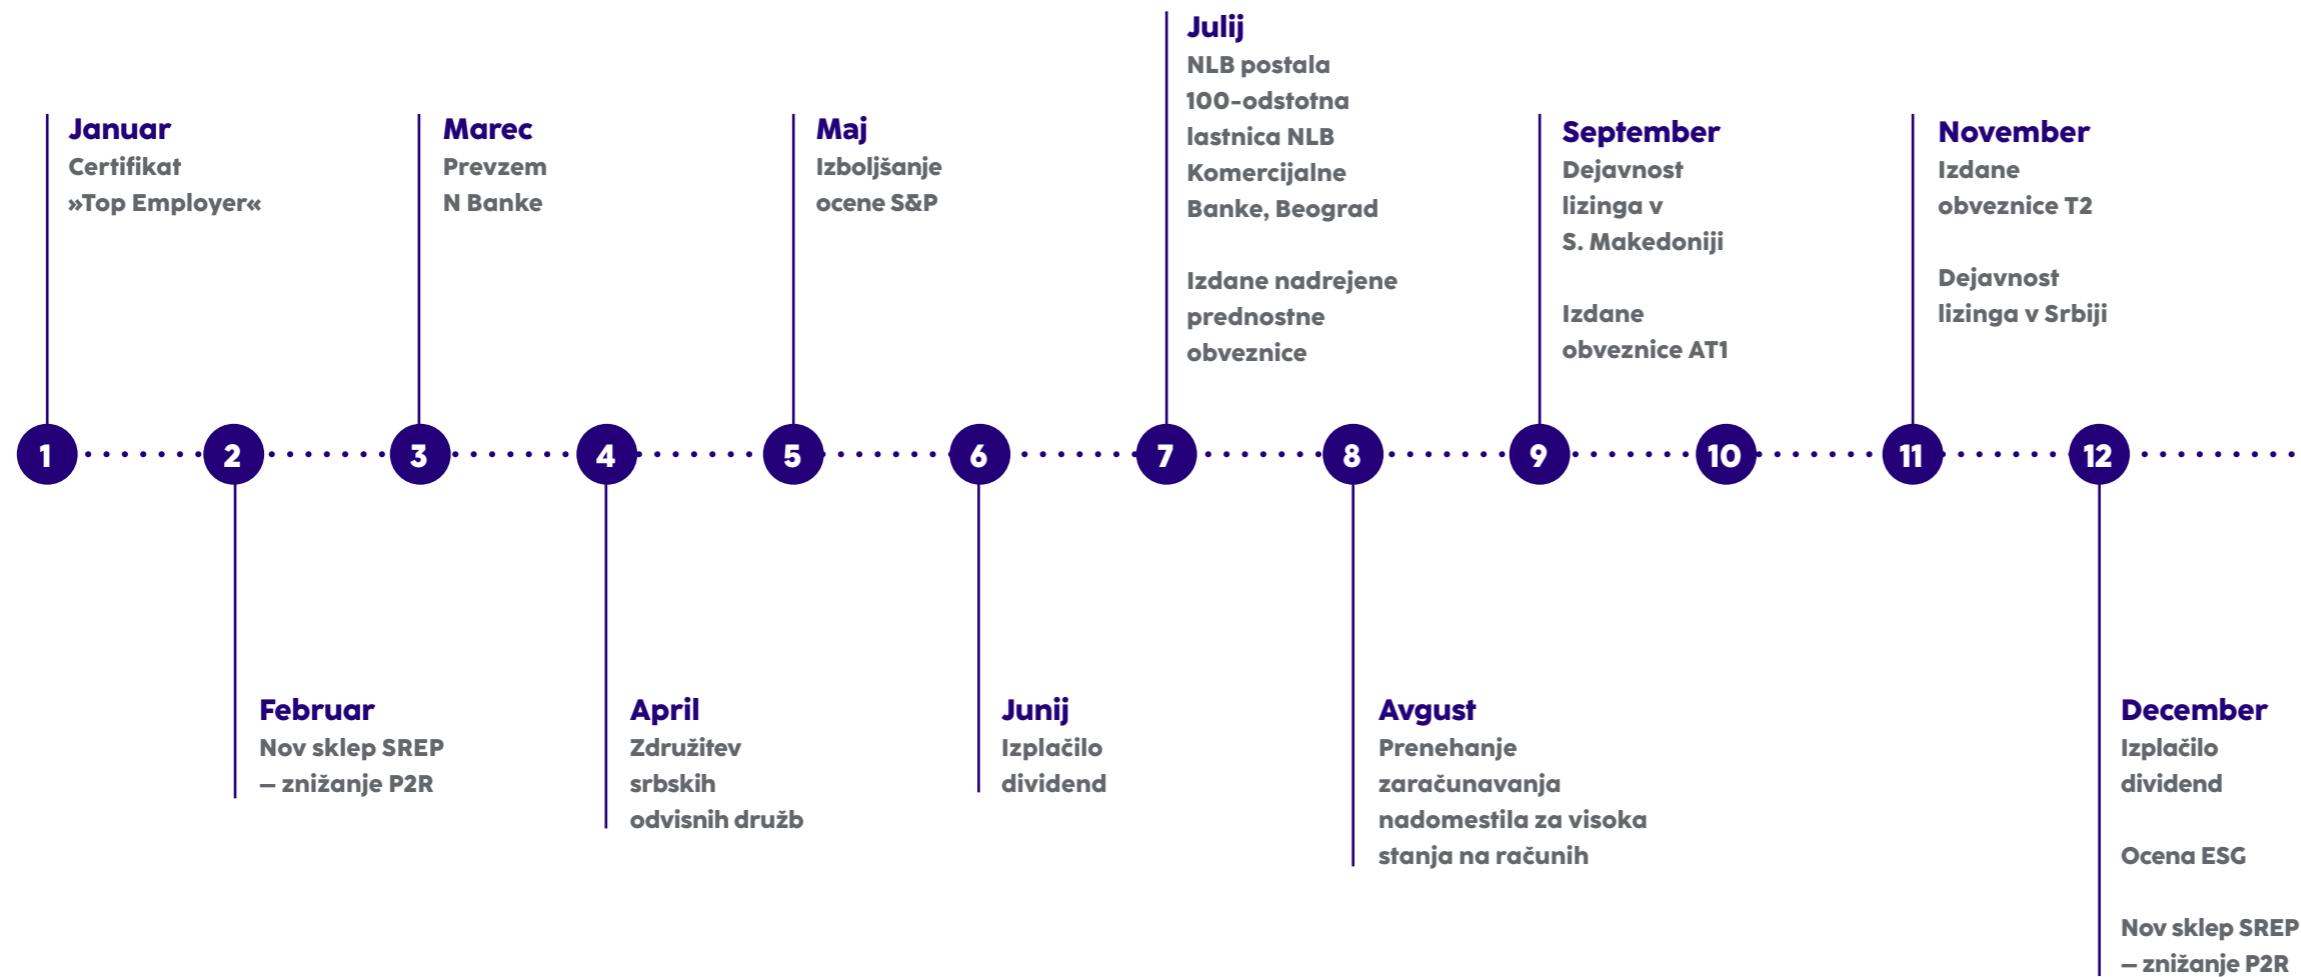 Januar
Certifikat
»Top Employer«
Marec
Prevzem
N Banke
Maj
Izboljšanje
ocene S&P
Julij
NLB postala
100-odstotna
lastnica NLB
Komercijalne
Banke, Beograd
Izdane nadrejene
prednostne
obveznice
September
Dejavnost
lizinga v
S. Makedoniji
Izdane
obveznice AT1
November
Izdane
obveznice T2
Dejavnost
lizinga v Srbiji
1 2 3 4 5 6 7 8 9 10 11 12
Februar
Nov sklep SREP
– znižanje P2R
April
Združitev
srbskih
odvisnih družb
Junij
Izplačilo
dividend
Avgust
Prenehanje
zaračunavanja
nadomestila za visoka
stanja na računih
December
Izplačilo
dividend
Ocena ESG
Nov sklep SREP
– znižanje P2R